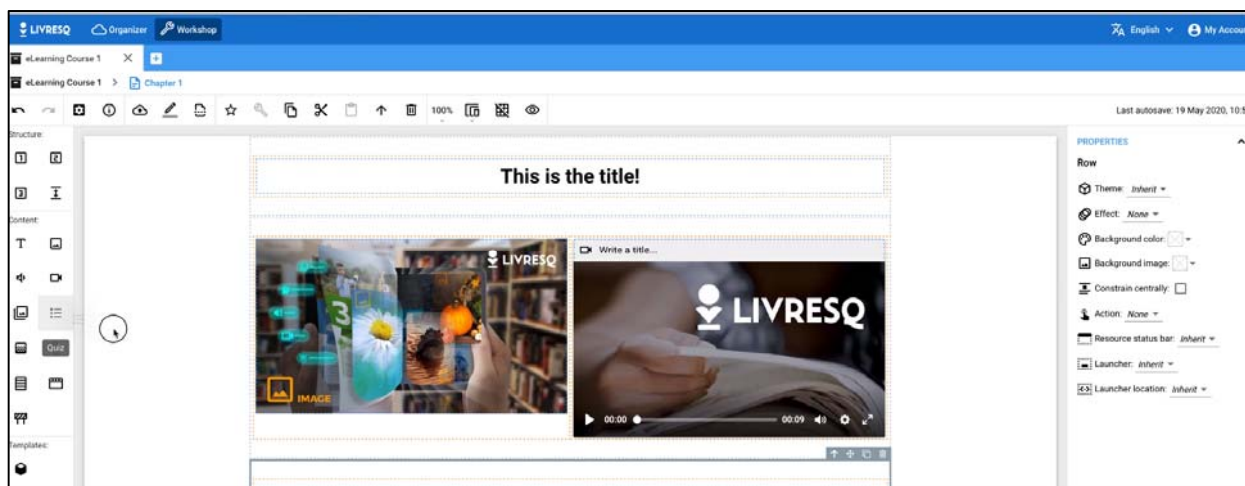 LIVRESQ Organizer Workshop English My Accou
eLearning Course 1
eLearning Course 1 > Chapter 1
100% Last autosave: 19 May 2020, 10:5
Structure:
Content:
Quiz
Templates:
This is the title!
LIVRESQ
3
IMAGE
Write a title...
LIVRESQ
00:00 00:09
PROPERTIES
Row
Theme: Inherit
Effect: None
Background color:
Background image:
Constrain centrally:
Action: None
Resource status bar: Inherit
Launcher: Inherit
Launcher location: Inherit